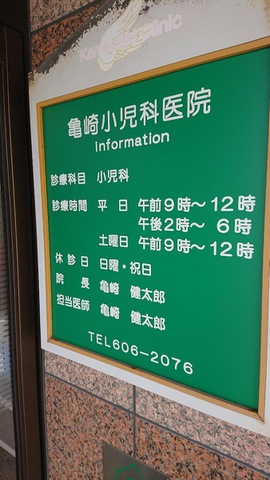 Kamezaki Clinic
亀崎小児科医院
information
診療科目 小児科
診療時間 平日 午前9時～12時
午後2時～ 6時
土曜日 午前9時～12時
休診日 日曜・祝日
院長 亀崎 健太郎
担当医師 亀崎 健太郎
TEL606-2076